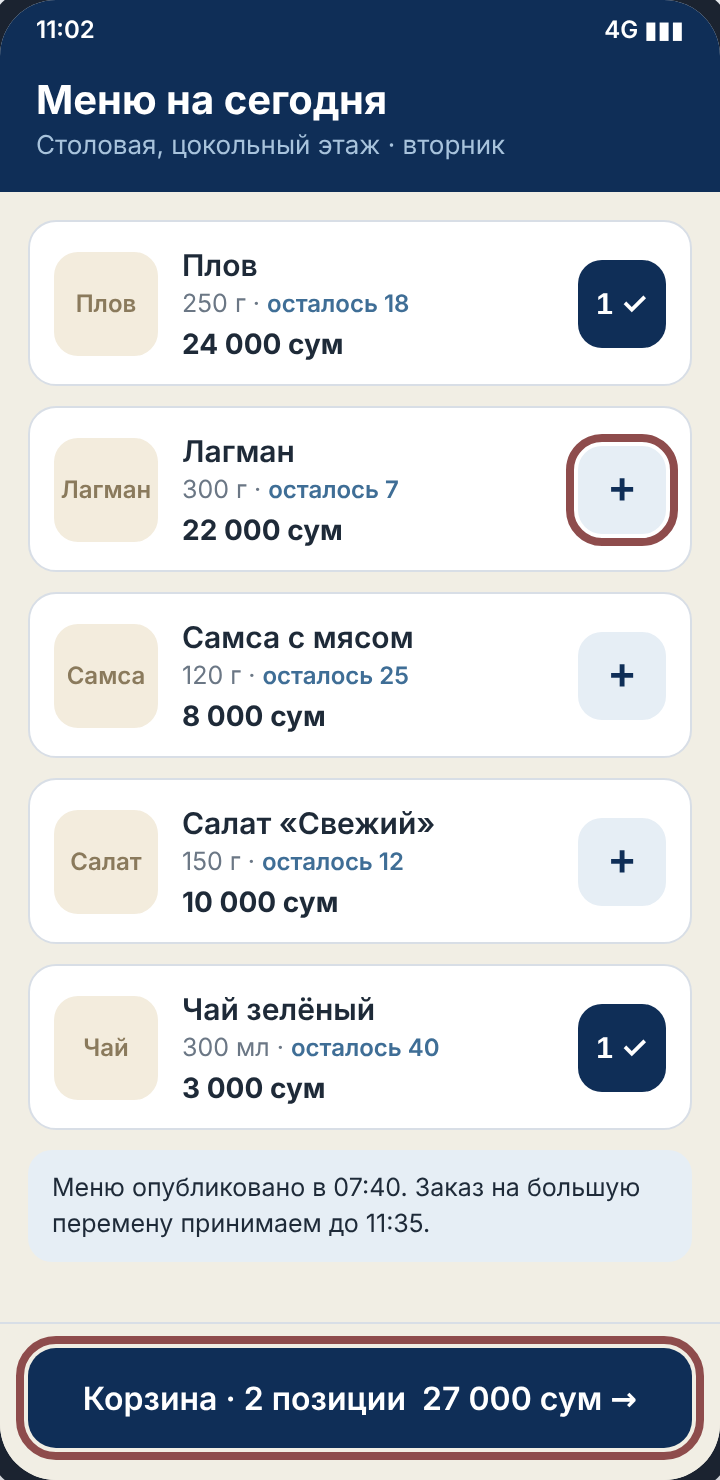 11:02 4G
Меню на сегодня
Столовая, цокольный этаж · вторник
Плов
Плов
250 г · осталось 18
24 000 сум
1 ✓
Лагман
Лагман
300 г · осталось 7
22 000 сум
+
Самса
Самса с мясом
120 г · осталось 25
8 000 сум
+
Салат
Салат «Свежий»
150 г · осталось 12
10 000 сум
+
Чай
Чай зелёный
300 мл · осталось 40
3 000 сум
1 ✓
Меню опубликовано в 07:40. Заказ на большую
перемену принимаем до 11:35.
Корзина · 2 позиции 27 000 сум →